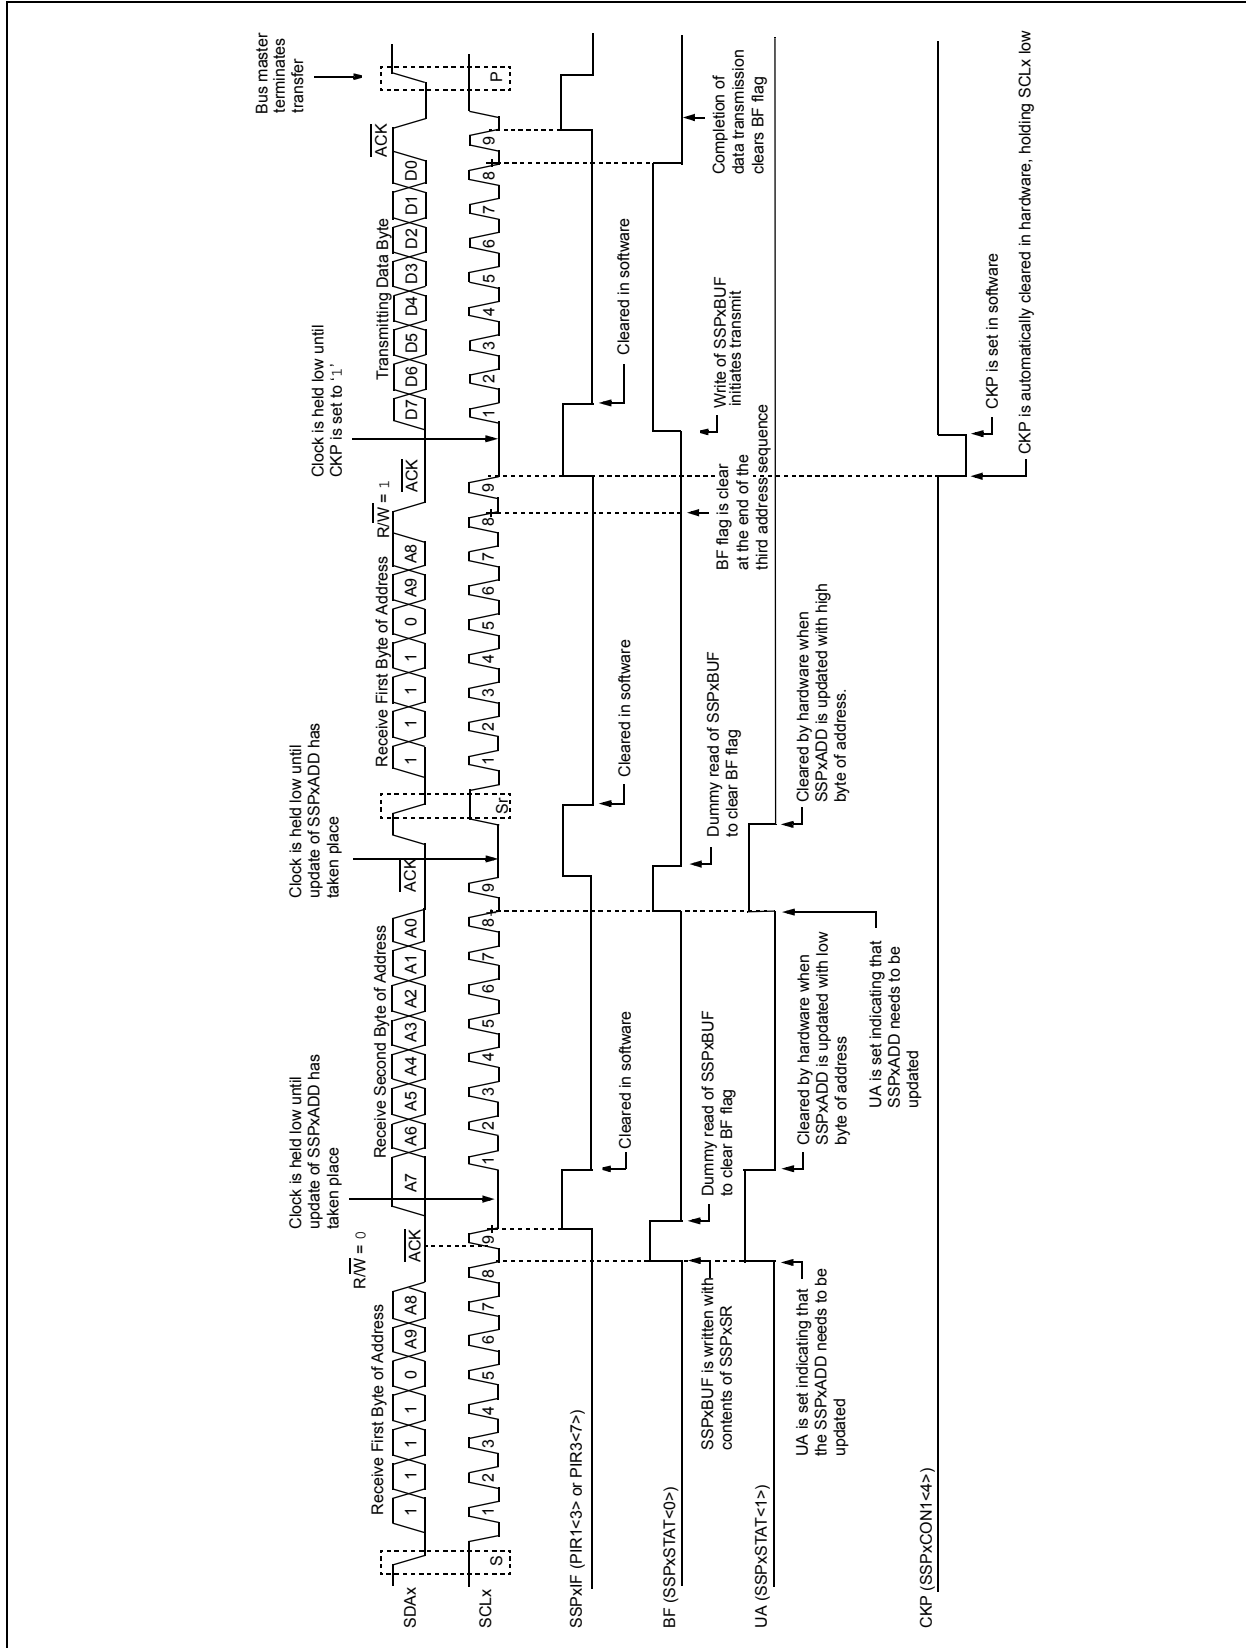 Bus master
terminates
transfer
Clock is held low until
CKP is set to ‘1’
Clock is held low until
update of SSPxADD has
taken place
Clock is held low until
update of SSPxADD has
taken place
R/W = 0
R/W = 1
Receive First Byte of Address
ACK
Receive Second Byte of Address
ACK
Receive First Byte of Address
ACK
Transmitting Data Byte
ACK
SDAx
1 1 1 1 0 A9 A8
A7 A6 A5 A4 A3 A2 A1 A0
1 1 1 1 0 A9 A8
D7 D6 D5 D4 D3 D2 D1 D0
SCLx
S
1 2 3 4 5 6 7 8 9
1 2 3 4 5 6 7 8 9
Sr
1 2 3 4 5 6 7 8 9
1 2 3 4 5 6 7 8 9
P
SSPxIF (PIR1<3> or PIR3<7>)
Cleared in software
Cleared in software
Cleared in software
BF (SSPxSTAT<0>)
SSPxBUF is written with
contents of SSPxSR
Dummy read of SSPxBUF
to clear BF flag
Dummy read of SSPxBUF
to clear BF flag
BF flag is clear
at the end of the
third address sequence
Write of SSPxBUF
initiates transmit
Completion of
data transmission
clears BF flag
UA (SSPxSTAT<1>)
UA is set indicating that
the SSPxADD needs to be
updated
Cleared by hardware when
SSPxADD is updated with low
byte of address
UA is set indicating that
SSPxADD needs to be
updated
Cleared by hardware when
SSPxADD is updated with high
byte of address.
CKP (SSPxCON1<4>)
CKP is set in software
CKP is automatically cleared in hardware, holding SCLx low